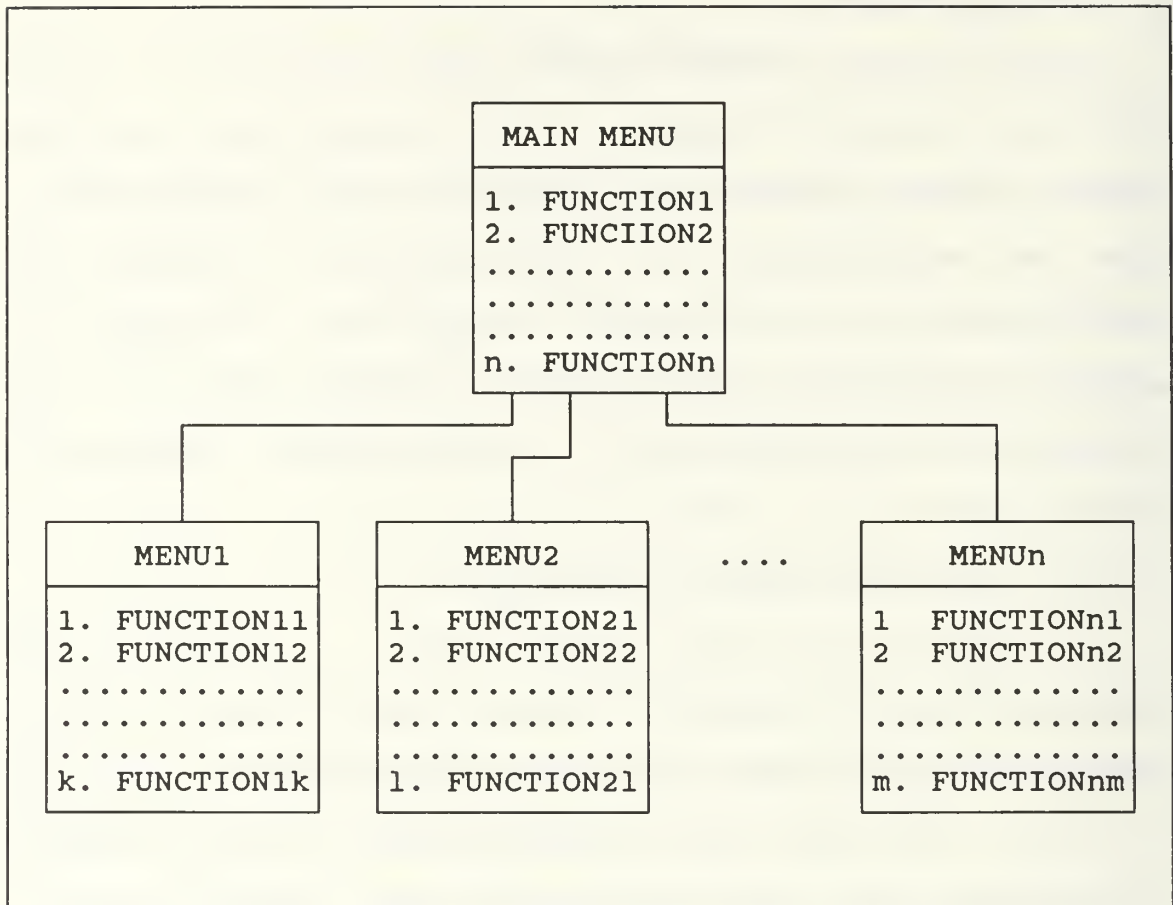 MAIN MENU
1. FUNCTION1
2. FUNCIION2
............
............
............
n. FUNCTIONn
MENU1
1. FUNCTION11
2. FUNCTION12
.............
.............
.............
k. FUNCTION1k
MENU2
1. FUNCTION21
2. FUNCTION22
.............
.............
.............
l. FUNCTION2l
....
MENUn
1 FUNCTIONn1
2 FUNCTIONn2
.............
.............
.............
m. FUNCTIONnm